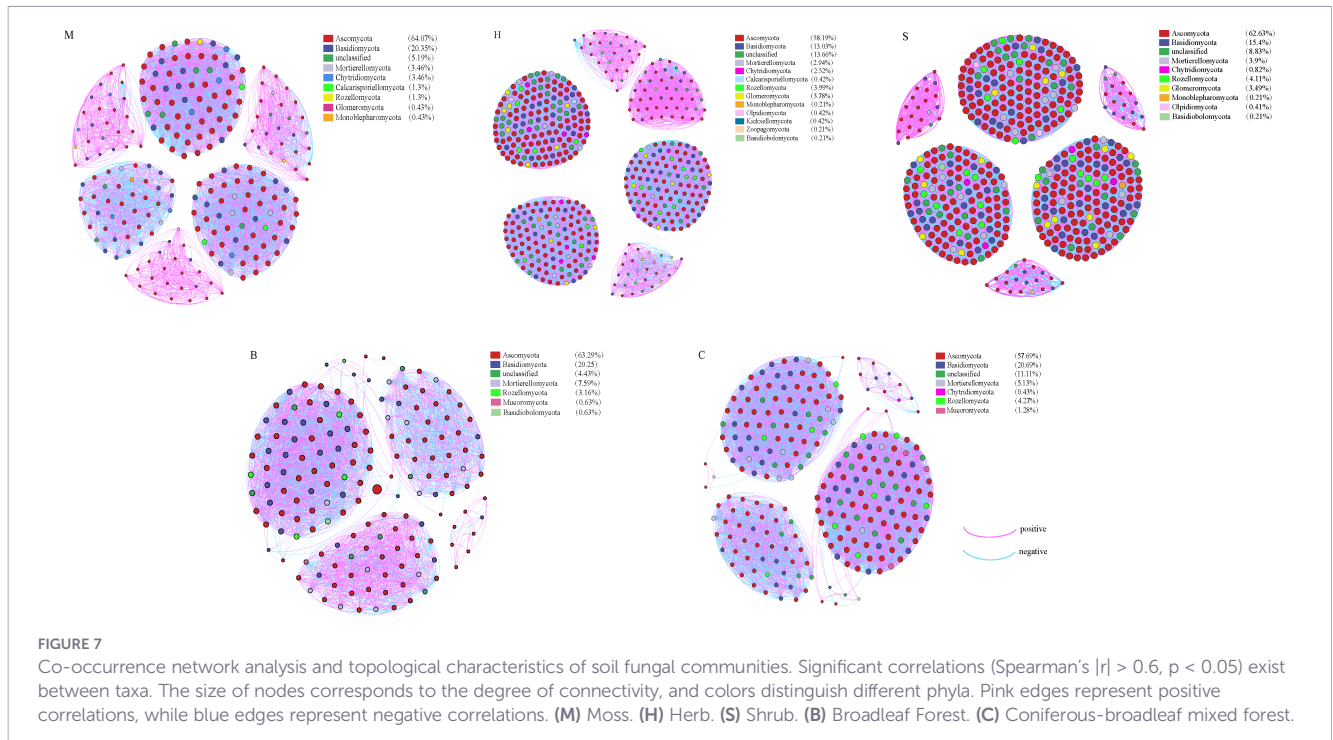 M
Ascomycota (64.07%)
Basidiomycota (20.35%)
unclassified (5.19%)
Mortierellomycota (3.46%)
Chytridiomycota (3.46%)
Calcarisporiellomycota (1.3%)
Rozellomycota (1.3%)
Glomeromycota (0.43%)
Monoblepharomycota (0.43%)
H
Ascomycota (58.19%)
Basidiomycota (13.03%)
unclassified (13.66%)
Mortierellomycota (2.94%)
Chytridiomycota (2.52%)
Calcarisporiellomycota (0.42%)
Rozellomycota (3.99%)
Glomeromycota (3.78%)
Monoblepharomycota (0.21%)
Olpidiomycota (0.42%)
Kickxellomycota (0.42%)
Zoopagomycota (0.21%)
Basidiobolomycota (0.21%)
S
Ascomycota (62.63%)
Basidiomycota (15.4%)
unclassified (8.83%)
Mortierellomycota (3.9%)
Chytridiomycota (0.82%)
Rozellomycota (4.11%)
Glomeromycota (3.49%)
Monoblepharomycota (0.21%)
Olpidiomycota (0.41%)
Basidiobolomycota (0.21%)
B
Ascomycota (63.29%)
Basidiomycota (20.25)
unclassified (4.43%)
Mortierellomycota (7.59%)
Rozellomycota (3.16%)
Mucoromycota (0.63%)
Basidiobolomycota (0.63%)
C
Ascomycota (57.69%)
Basidiomycota (20.69%)
unclassified (11.11%)
Mortierellomycota (5.13%)
Chytridiomycota (0.43%)
Rozellomycota (4.27%)
Mucoromycota (1.28%)
positive
negative
FIGURE 7
Co-occurrence network analysis and topological characteristics of soil fungal communities. Significant correlations (Spearman's |r| > 0.6, p < 0.05) exist
between taxa. The size of nodes corresponds to the degree of connectivity, and colors distinguish different phyla. Pink edges represent positive
correlations, while blue edges represent negative correlations. (M) Moss. (H) Herb. (S) Shrub. (B) Broadleaf Forest. (C) Coniferous-broadleaf mixed forest.